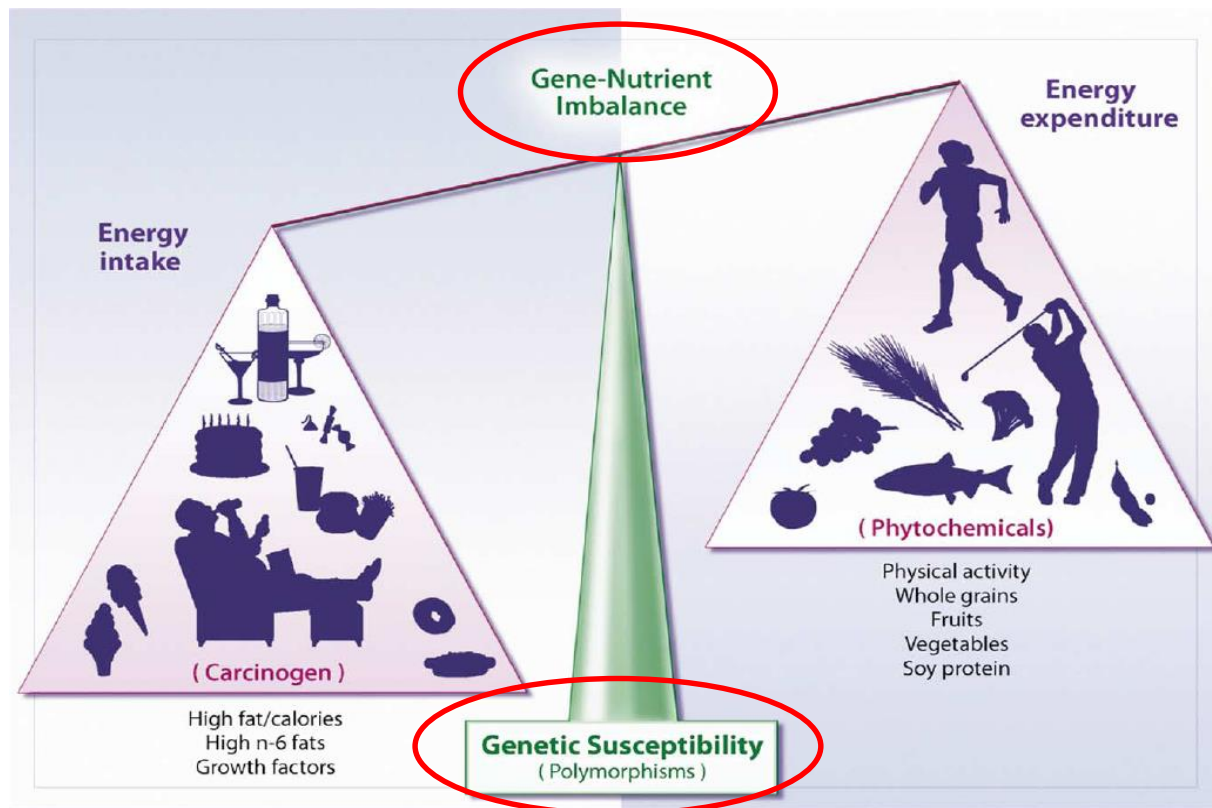 Gene-Nutrient
Imbalance
Energy
expenditure
Energy
intake
( Carcinogen )
High fat/calories
High n-6 fats
Growth factors
( Phytochemicals)
Physical activity
Whole grains
Fruits
Vegetables
Soy protein
Genetic Susceptibility
( Polymorphisms )